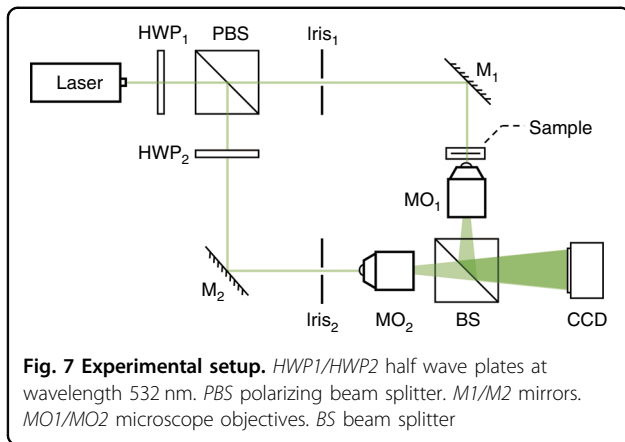 HWP₁ PBS Iris₁
M₁
Laser
Sample
HWP₂
MO₁
M₂
Iris₂ MO₂ BS CCD
Fig. 7 Experimental setup. HWP1/HWP2 half wave plates at
wavelength 532 nm. PBS polarizing beam splitter. M1/M2 mirrors.
MO1/MO2 microscope objectives. BS beam splitter